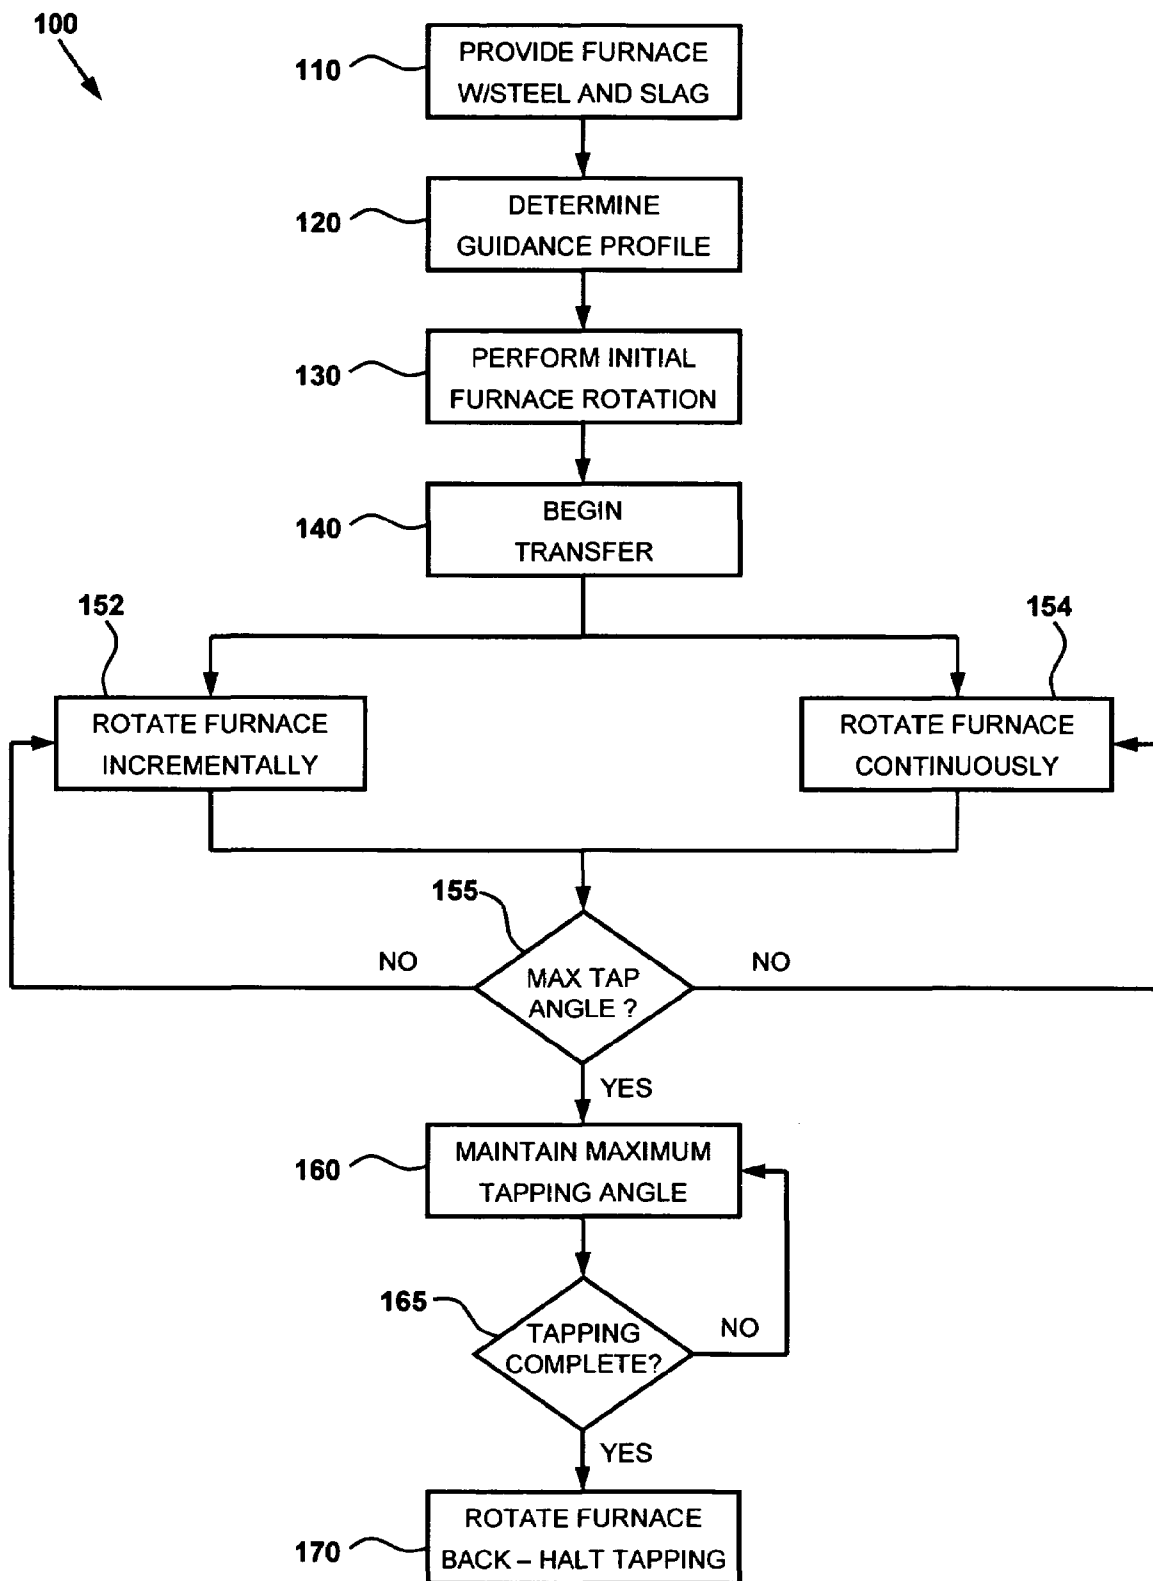 100
110
PROVIDE FURNACE
W/STEEL AND SLAG
120
DETERMINE
GUIDANCE PROFILE
130
PERFORM INITIAL
FURNACE ROTATION
140
BEGIN
TRANSFER
152
ROTATE FURNACE
INCREMENTALLY
154
ROTATE FURNACE
CONTINUOUSLY
155
MAX TAP
ANGLE ?
NO
NO
YES
160
MAINTAIN MAXIMUM
TAPPING ANGLE
165
TAPPING
COMPLETE?
NO
YES
170
ROTATE FURNACE
BACK – HALT TAPPING